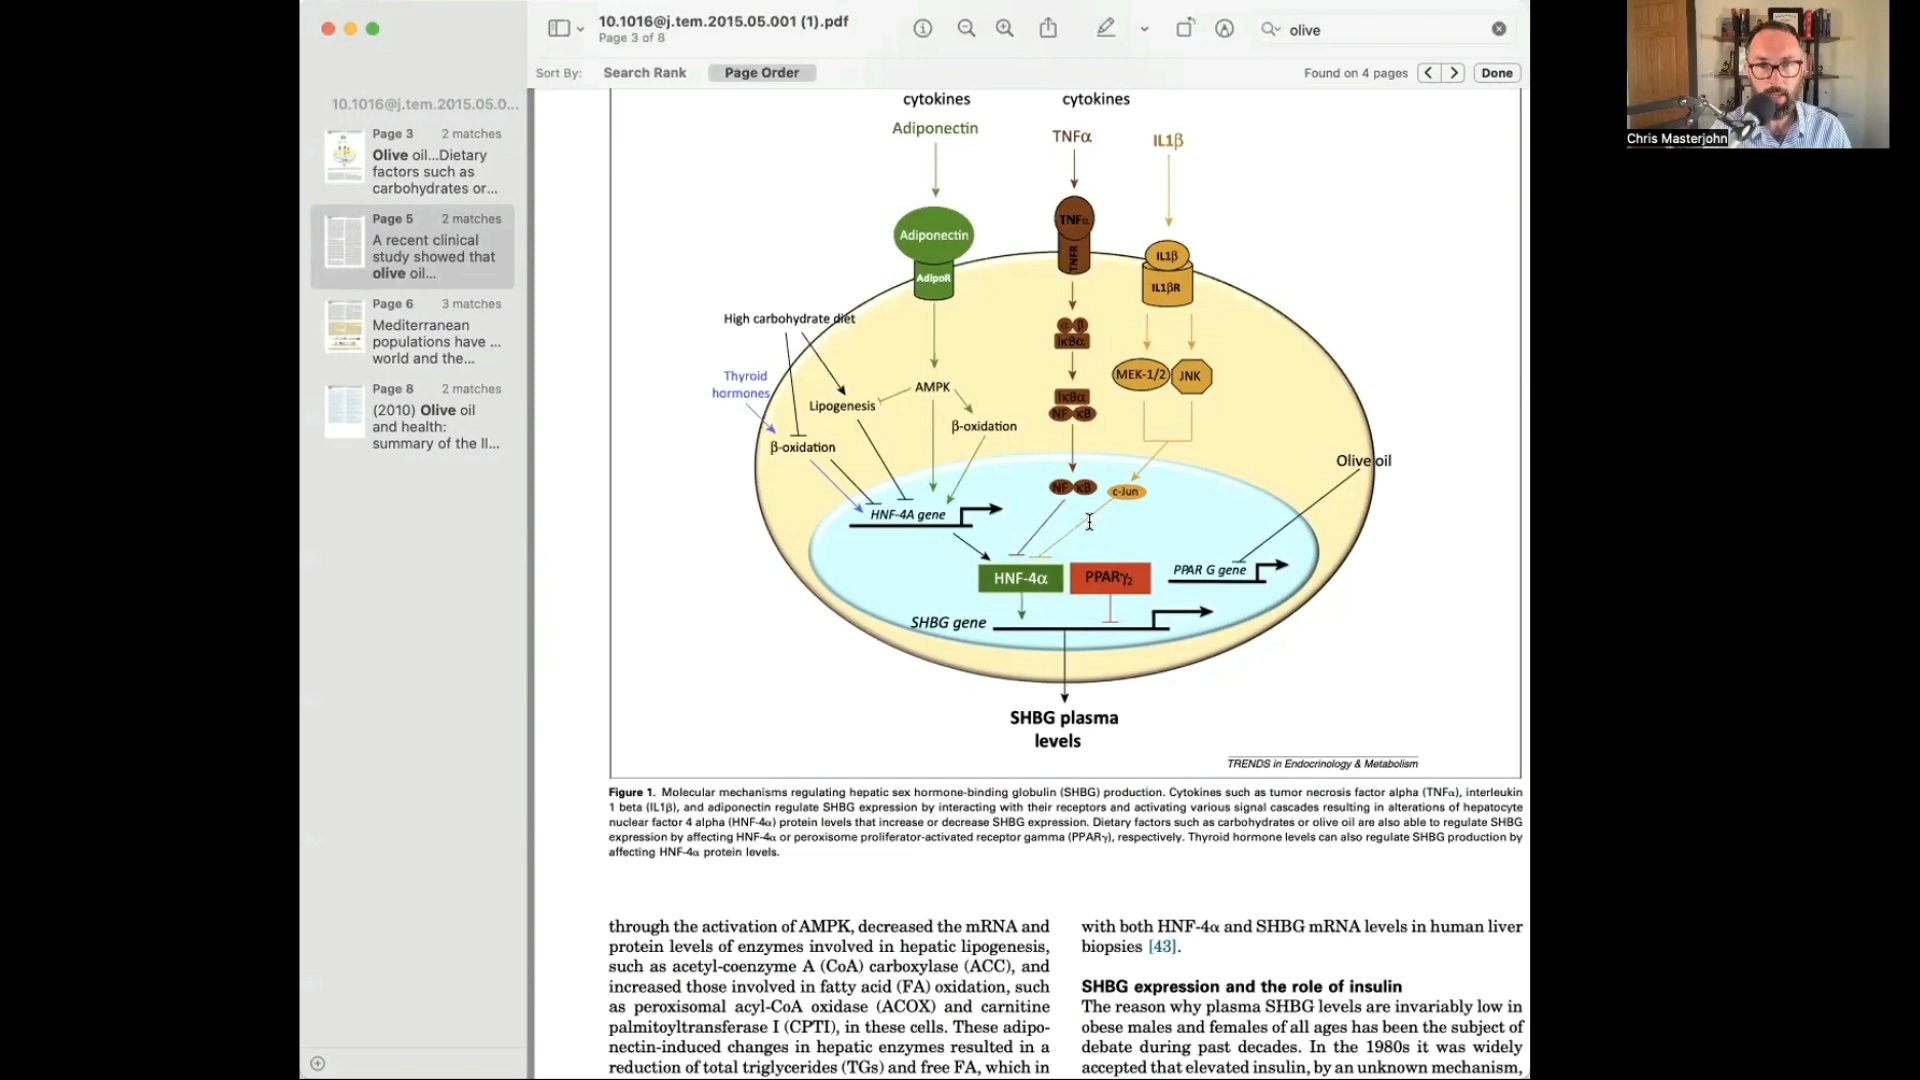 10.1016@j.tem.2015.05.001 (1).pdf
Page 3 of 8
olive
Sort By:
Search Rank
Page Order
Found on 4 pages
Done
Chris Masterjohn
10.1016@j.tem.2015.05.0...
Page 3
2 matches
Olive oil...Dietary
factors such as
carbohydrates or...
Page 5
2 matches
A recent clinical
study showed that
olive oil...
Page 6
3 matches
Mediterranean
populations have ...
world and the...
Page 8
2 matches
(2010) Olive oil
and health:
summary of the II...
cytokines
cytokines
Adiponectin
TNFα
IL1β
Adiponectin
AdipoR
TNFα
TNFR
IL1β
IL1βR
High carbohydrate diet
α β
IκBα
MEK-1/2
JNK
Thyroid
hormones
AMPK
Lipogenesis
IκBα
NF κB
β-oxidation
β-oxidation
Olive oil
NF κB
c-Jun
HNF-4A gene
HNF-4α
PPARγ2
PPAR G gene
SHBG gene
SHBG plasma
levels
TRENDS in Endocrinology & Metabolism
Figure 1. Molecular mechanisms regulating hepatic sex hormone-binding globulin (SHBG) production. Cytokines such as tumor necrosis factor alpha (TNFα), interleukin
1 beta (IL1β), and adiponectin regulate SHBG expression by interacting with their receptors and activating various signal cascades resulting in alterations of hepatocyte
nuclear factor 4 alpha (HNF-4α) protein levels that increase or decrease SHBG expression. Dietary factors such as carbohydrates or olive oil are also able to regulate SHBG
expression by affecting HNF-4α or peroxisome proliferator-activated receptor gamma (PPARγ), respectively. Thyroid hormone levels can also regulate SHBG production by
affecting HNF-4α protein levels.
through the activation of AMPK, decreased the mRNA and
protein levels of enzymes involved in hepatic lipogenesis,
such as acetyl-coenzyme A (CoA) carboxylase (ACC), and
increased those involved in fatty acid (FA) oxidation, such
as peroxisomal acyl-CoA oxidase (ACOX) and carnitine
palmitoyltransferase I (CPTI), in these cells. These adipo-
nectin-induced changes in hepatic enzymes resulted in a
reduction of total triglycerides (TGs) and free FA, which in
with both HNF-4α and SHBG mRNA levels in human liver
biopsies [43].
SHBG expression and the role of insulin
The reason why plasma SHBG levels are invariably low in
obese males and females of all ages has been the subject of
debate during past decades. In the 1980s it was widely
accepted that elevated insulin, by an unknown mechanism,